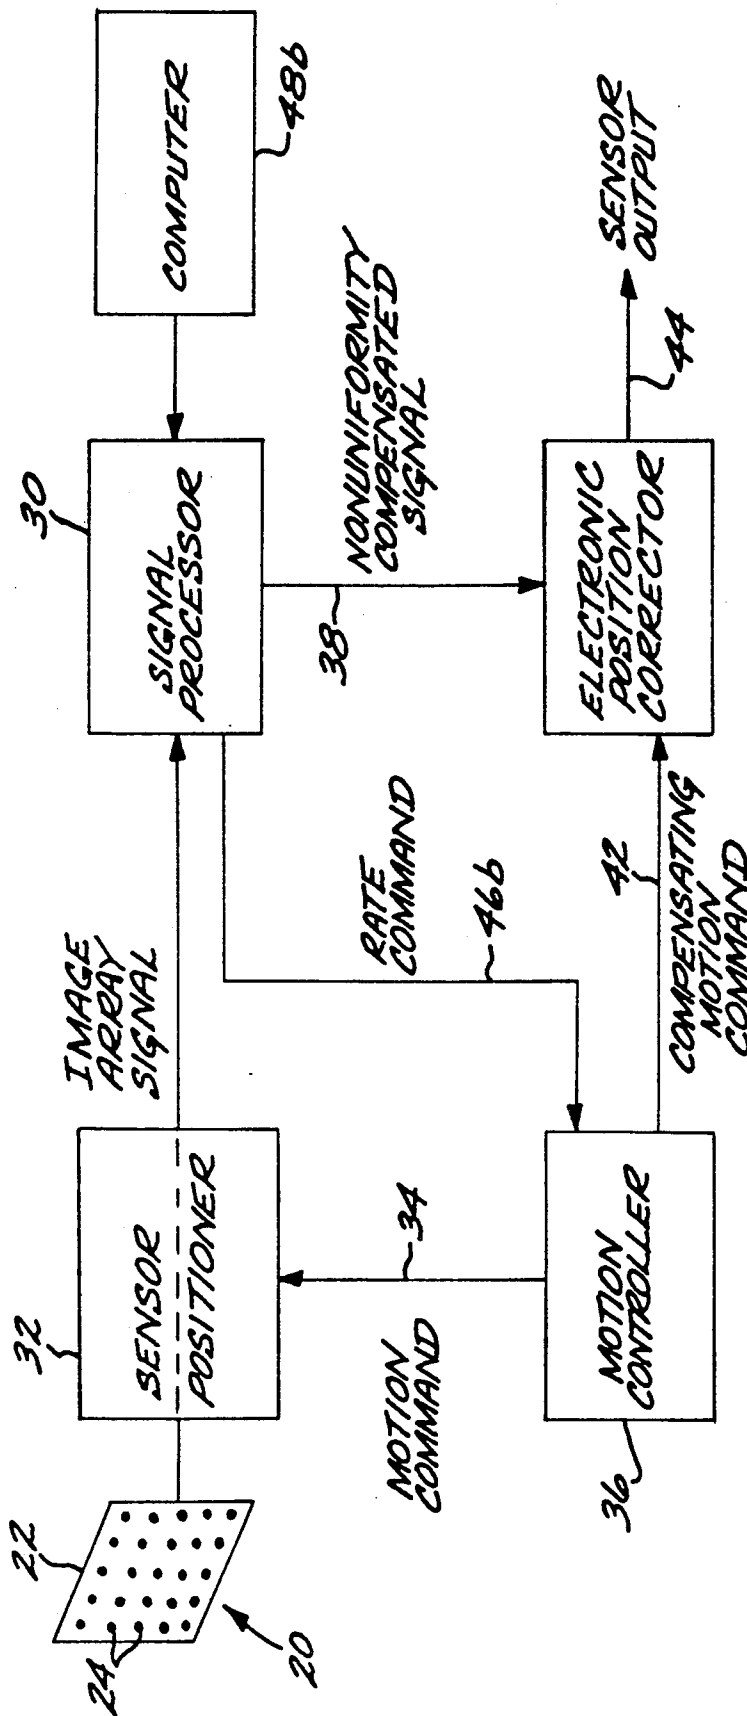 22
24
20
32
SENSOR
POSITIONER
IMAGE
ARRAY
SIGNAL
30
SIGNAL
PROCESSOR
COMPUTER
48b
MOTION
COMMAND
34
RATE
COMMAND
46b
38
NONUNIFORMITY
COMPENSATED
SIGNAL
36
MOTION
CONTROLLER
42
COMPENSATING
MOTION
COMMAND
ELECTRONIC
POSITION
CORRECTOR
44
SENSOR
OUTPUT